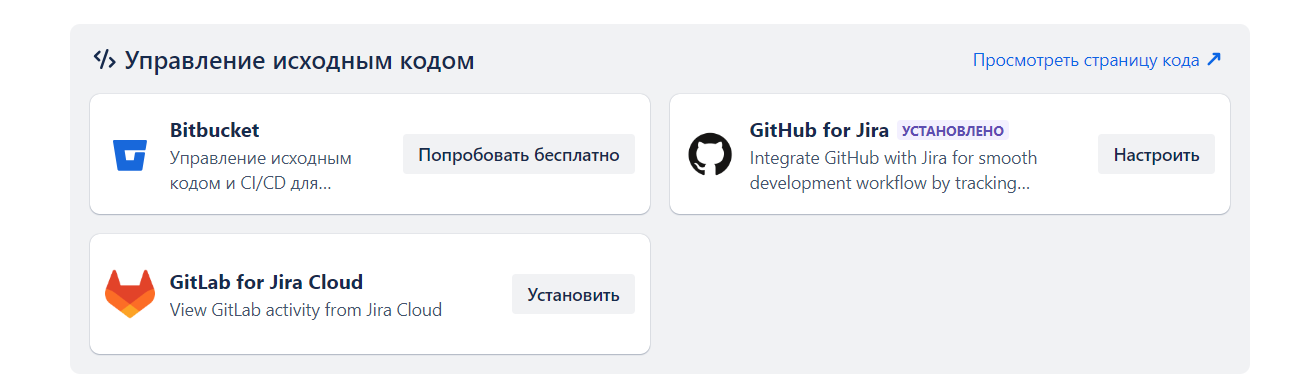 Управление исходным кодом
Просмотреть страницу кода
Bitbucket
Управление исходным
кодом и CI/CD для...
Попробовать бесплатно
GitHub for Jira УСТАНОВЛЕНО
Integrate GitHub with Jira for smooth
development workflow by tracking...
Настроить
GitLab for Jira Cloud
View GitLab activity from Jira Cloud
Установить